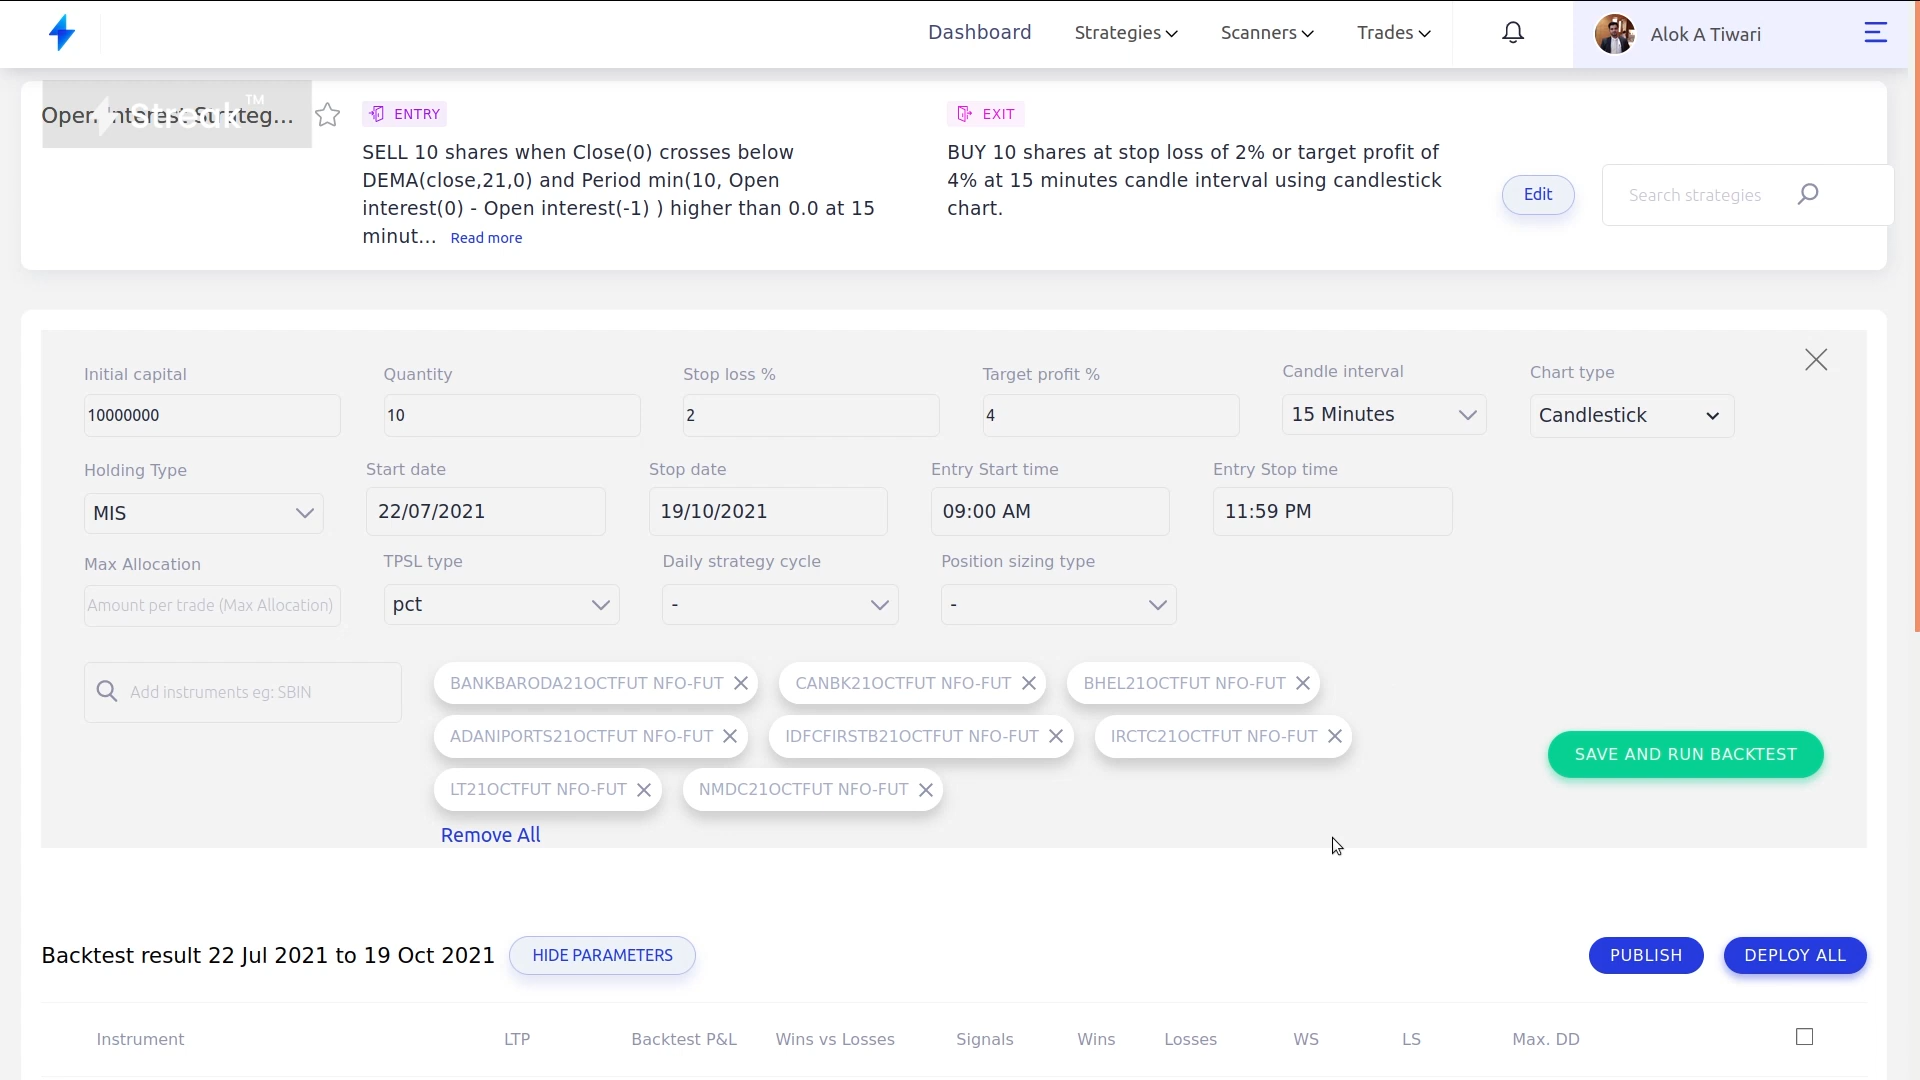 Dashboard Strategies Scanners Trades Alok A Tiwari
Open Interest Strateg...
Streak TM
ENTRY
SELL 10 shares when Close(0) crosses below
DEMA(close,21,0) and Period min(10, Open
interest(0) - Open interest(-1) ) higher than 0.0 at 15
minut... Read more
EXIT
BUY 10 shares at stop loss of 2% or target profit of
4% at 15 minutes candle interval using candlestick
chart.
Edit
Search strategies
Initial capital Quantity Stop loss % Target profit % Candle interval Chart type
10000000 10 2 4 15 Minutes Candlestick
Holding Type Start date Stop date Entry Start time Entry Stop time
MIS 22/07/2021 19/10/2021 09:00 AM 11:59 PM
Max Allocation TPSL type Daily strategy cycle Position sizing type
Amount per trade (Max Allocation) pct - -
Add instruments eg: SBIN
BANKBARODA21OCTFUT NFO-FUT CANBK21OCTFUT NFO-FUT BHEL21OCTFUT NFO-FUT
ADANIPORTS21OCTFUT NFO-FUT IDFCFIRSTB21OCTFUT NFO-FUT IRCTC21OCTFUT NFO-FUT
LT21OCTFUT NFO-FUT NMDC21OCTFUT NFO-FUT
Remove All
SAVE AND RUN BACKTEST
Backtest result 22 Jul 2021 to 19 Oct 2021 HIDE PARAMETERS PUBLISH DEPLOY ALL
Instrument LTP Backtest P&L Wins vs Losses Signals Wins Losses WS LS Max. DD